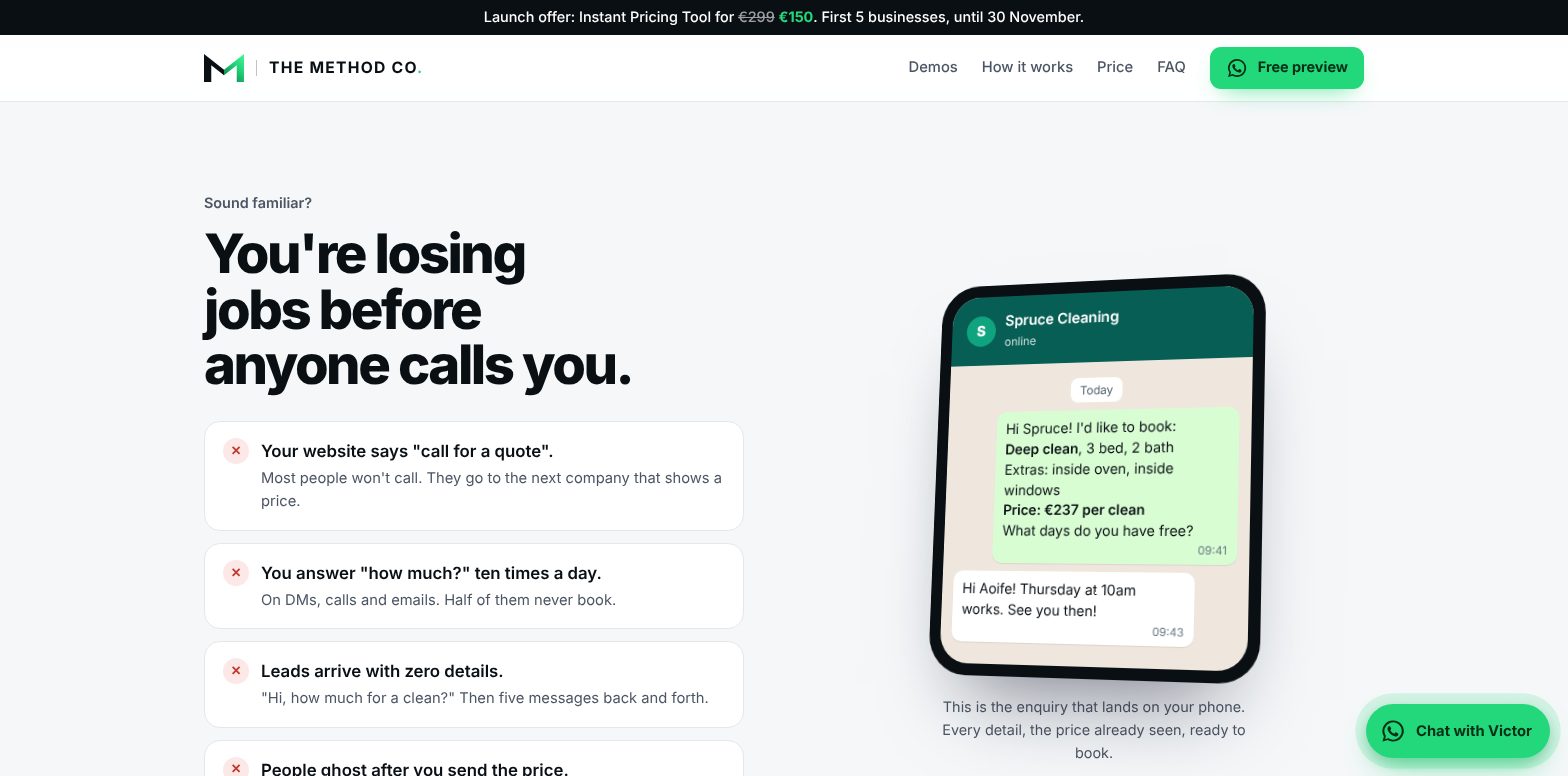 Launch offer: Instant Pricing Tool for €299 €150. First 5 businesses, until 30 November.
THE METHOD CO.
Demos
How it works
Price
FAQ
Free preview
Sound familiar?
You're losing
jobs before
anyone calls you.
Your website says "call for a quote".
Most people won't call. They go to the next company that shows a
price.
You answer "how much?" ten times a day.
On DMs, calls and emails. Half of them never book.
Leads arrive with zero details.
"Hi, how much for a clean?" Then five messages back and forth.
People ghost after you send the price.
S
Spruce Cleaning
online
Today
Hi Spruce! I'd like to book:
Deep clean, 3 bed, 2 bath
Extras: inside oven, inside
windows
Price: €237 per clean
What days do you have free?
09:41
Hi Aoife! Thursday at 10am
works. See you then!
09:43
This is the enquiry that lands on your phone.
Every detail, the price already seen, ready to
book.
Chat with Victor